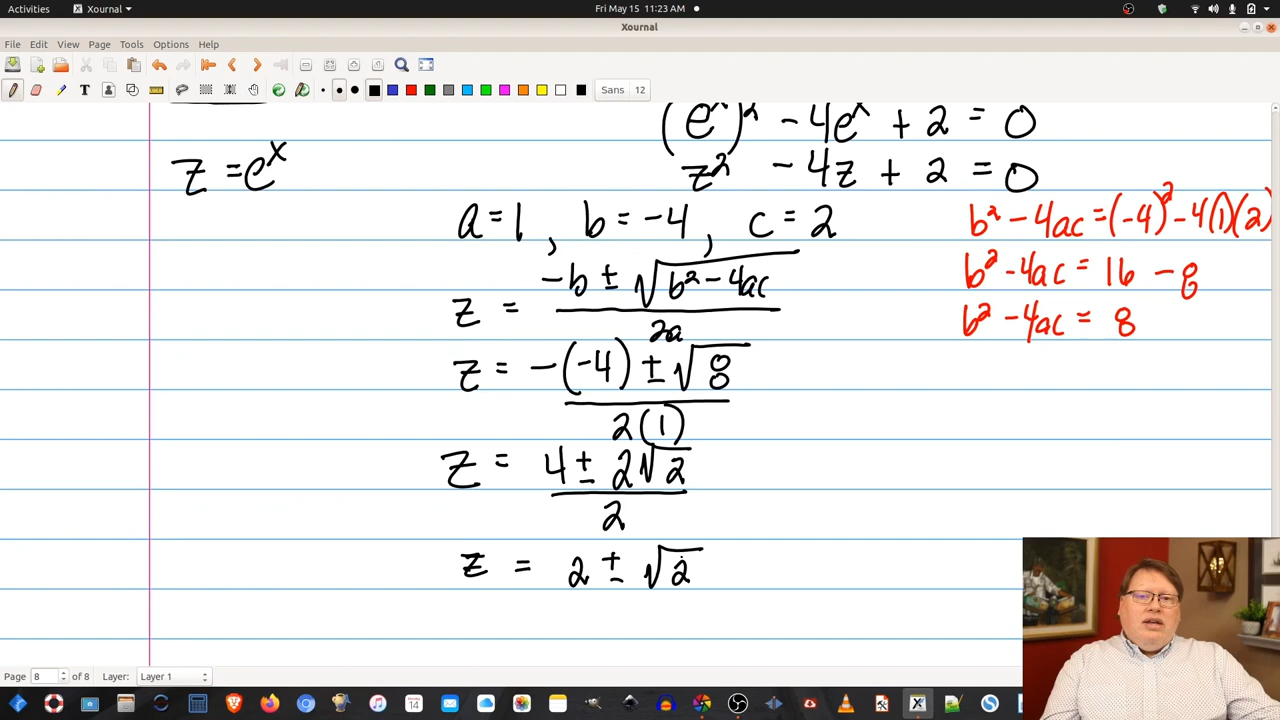 Activities Xournal Fri May 15 11:23 AM
Xournal
File Edit View Page Tools Options Help
Sans 12
(e^x)^2 - 4e^x + 2 = 0
z = e^x
z^2 - 4z + 2 = 0
a = 1, b = -4, c = 2
b^2 - 4ac = (-4)^2 - 4(1)(2)
z = (-b ± √(b^2 - 4ac)) / 2a
b^2 - 4ac = 16 - 8
b^2 - 4ac = 8
z = (-(-4) ± √8) / 2(1)
z = (4 ± 2√2) / 2
z = 2 ± √2
Page 8 of 8 Layer: Layer 1